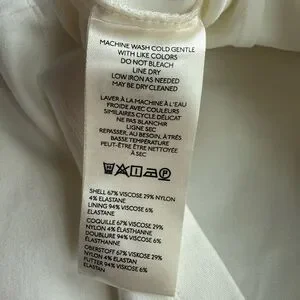 MACHINE WASH COLD GENTLE
WITH LIKE COLORS
DO NOT BLEACH
LINE DRY
LOW IRON AS NEEDED
MAY BE DRY CLEANED
LAVER À LA MACHINE À L'EAU
FROIDE AVEC COULEURS
SIMILAIRES CYCLE DÉLICAT
NE PAS BLANCHIR
LIGNE SEC
REPASSER, AU BESOIN, À TRÈS
BASSE TEMPÉRATURE
PEUT-ÊTRE ÊTRE NETTOYÉ
À SEC
SHELL 67% VISCOSE 29% NYLON
4% ELASTANE
LINING 94% VISCOSE 6%
ELASTANE
COQUILLE 67% VISCOSE 29%
NYLON 4% ÉLASTHANNE
DOUBLURE 94% VISCOSE 6%
ÉLASTHANNE
OBERSTOFF 67% VISKOSE 29%
NYLON 4% ELASTAN
FUTTER 94% VISKOSE 6%
ELASTAN